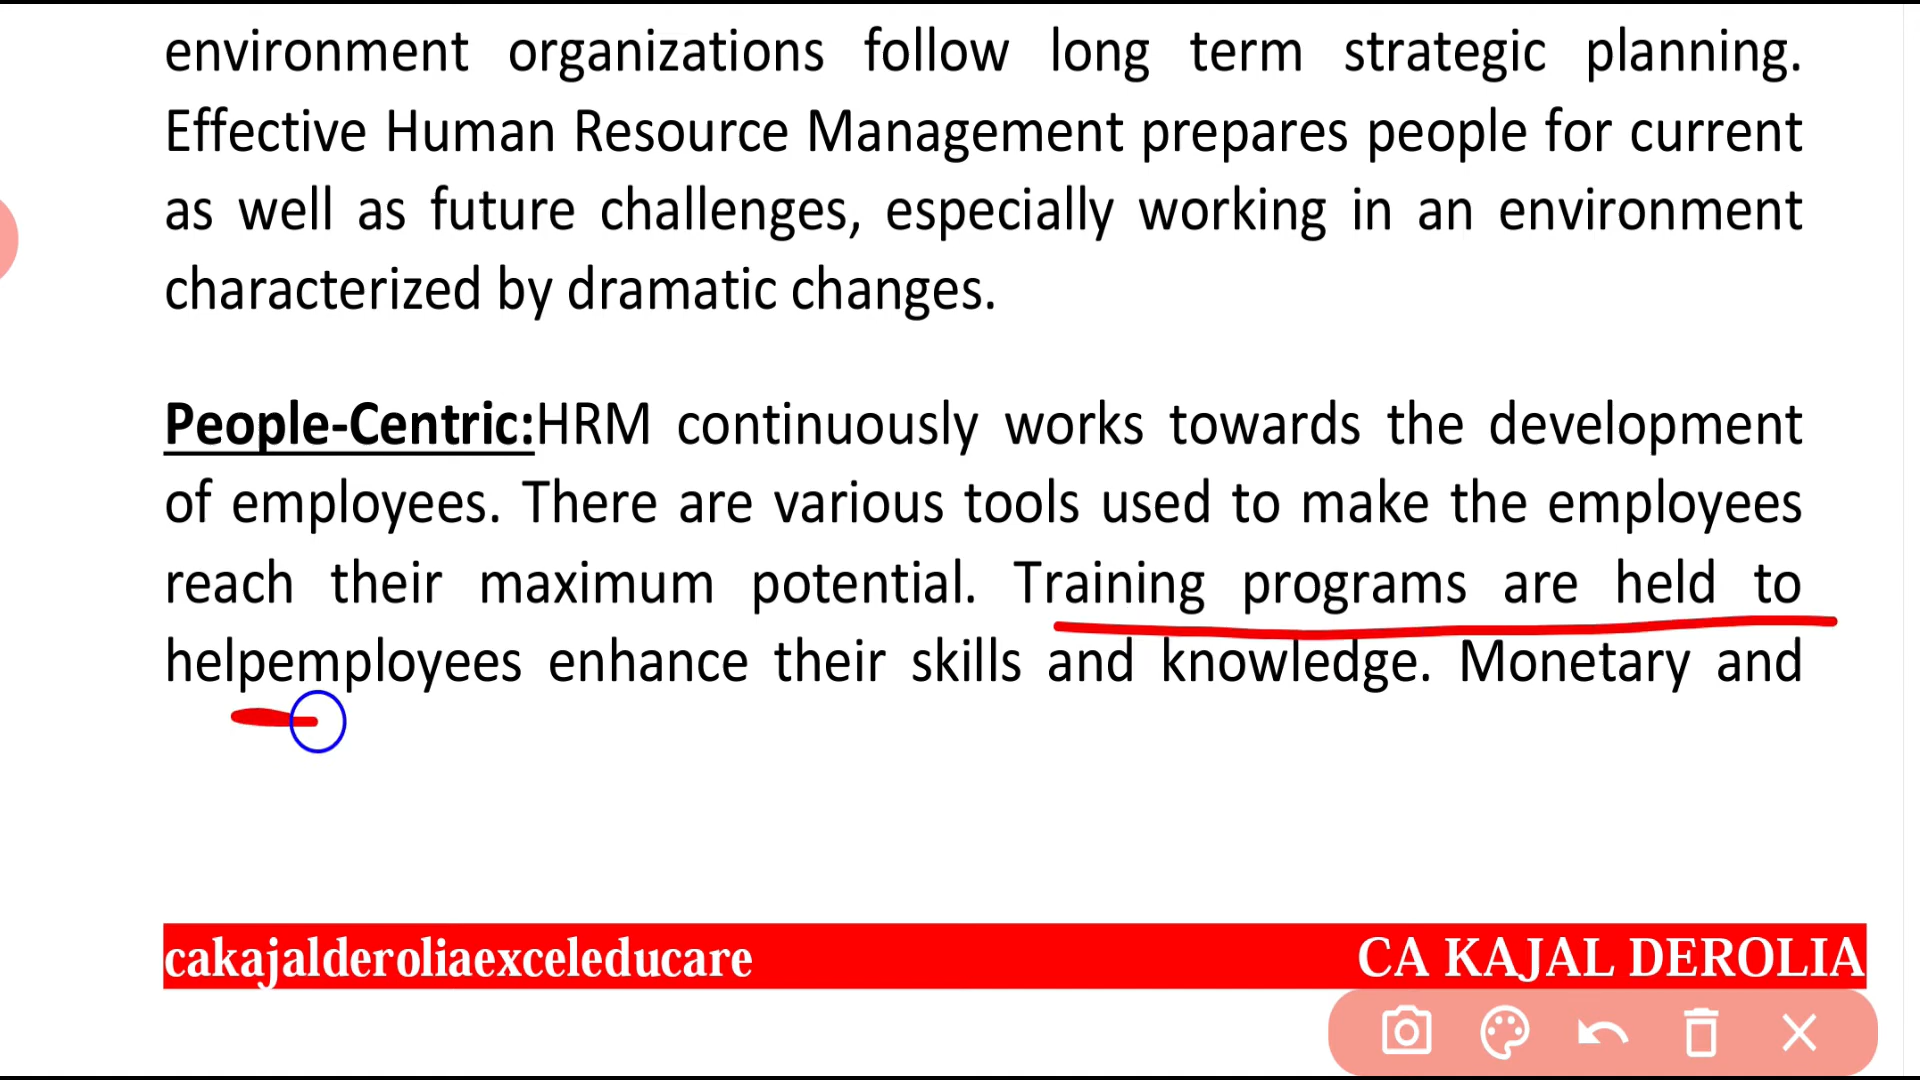 environment organizations follow long term strategic planning.
Effective Human Resource Management prepares people for current
as well as future challenges, especially working in an environment
characterized by dramatic changes.
People-Centric:HRM continuously works towards the development
of employees. There are various tools used to make the employees
reach their maximum potential. Training programs are held to
helpemployees enhance their skills and knowledge. Monetary and
cakajalderoliaexceleducare CA KAJAL DEROLIA